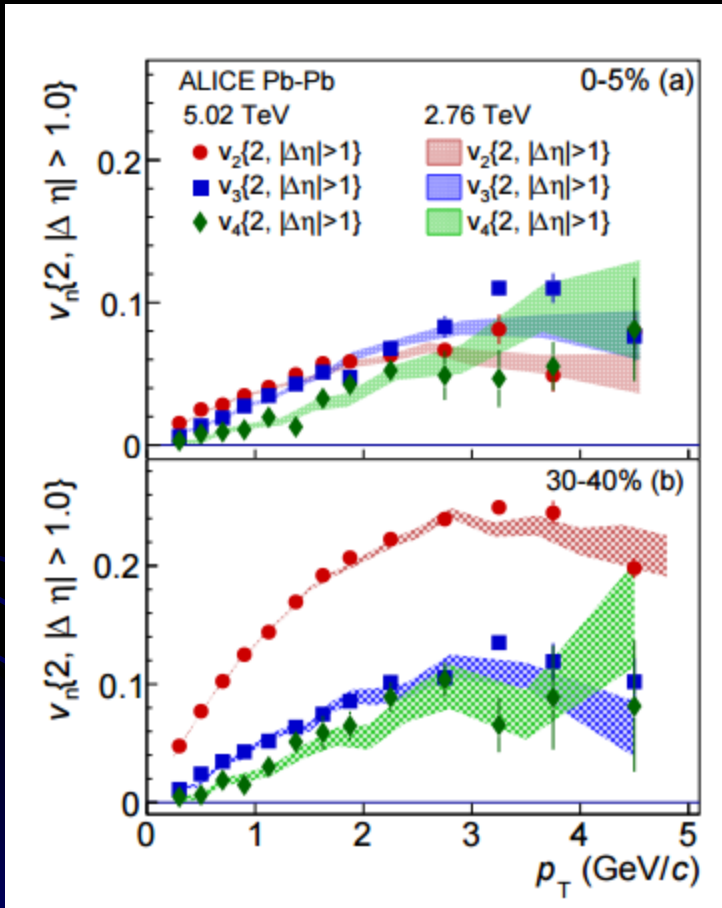 ALICE Pb-Pb 0-5% (a)
5.02 TeV 2.76 TeV
v2{2, |Δη|>1} v2{2, |Δη|>1}
v3{2, |Δη|>1} v3{2, |Δη|>1}
v4{2, |Δη|>1} v4{2, |Δη|>1}
vn{2, |Δ η| > 1.0}
0.2
0.1
0
30-40% (b)
vn{2, |Δ η| > 1.0}
0.2
0.1
0
0 1 2 3 4 5
pT (GeV/c)